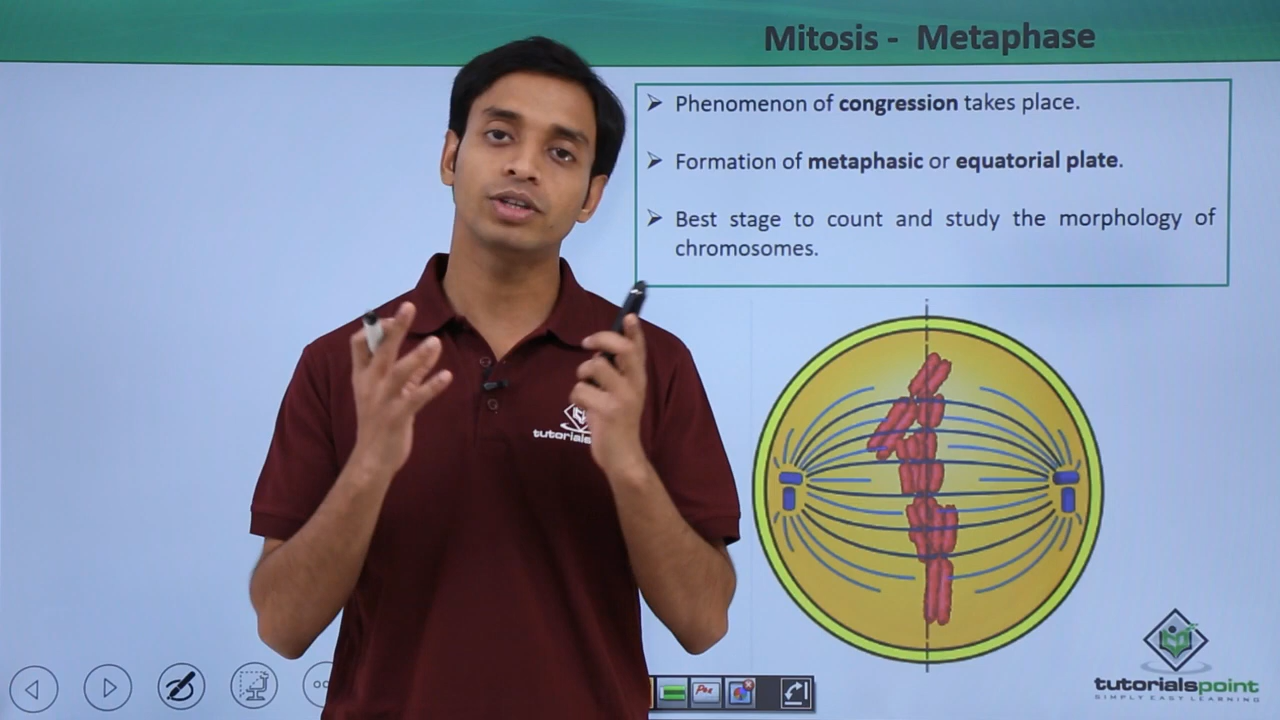 Mitosis - Metaphase
➢ Phenomenon of congression takes place.
➢ Formation of metaphasic or equatorial plate.
➢ Best stage to count and study the morphology of
chromosomes.
tutorials
tutorialspoint
SIMPLY EASY LEARNING